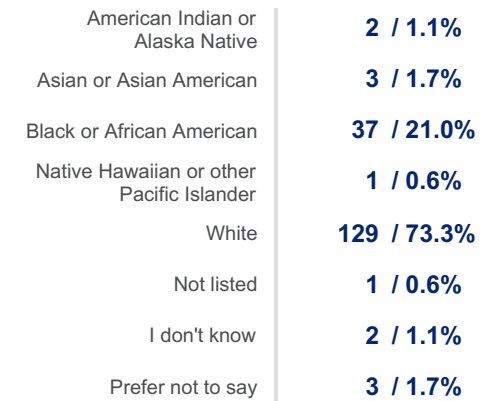 American Indian or
Alaska Native
2 / 1.1%
Asian or Asian American
3 / 1.7%
Black or African American
37 / 21.0%
Native Hawaiian or other
Pacific Islander
1 / 0.6%
White
129 / 73.3%
Not listed
1 / 0.6%
I don't know
2 / 1.1%
Prefer not to say
3 / 1.7%